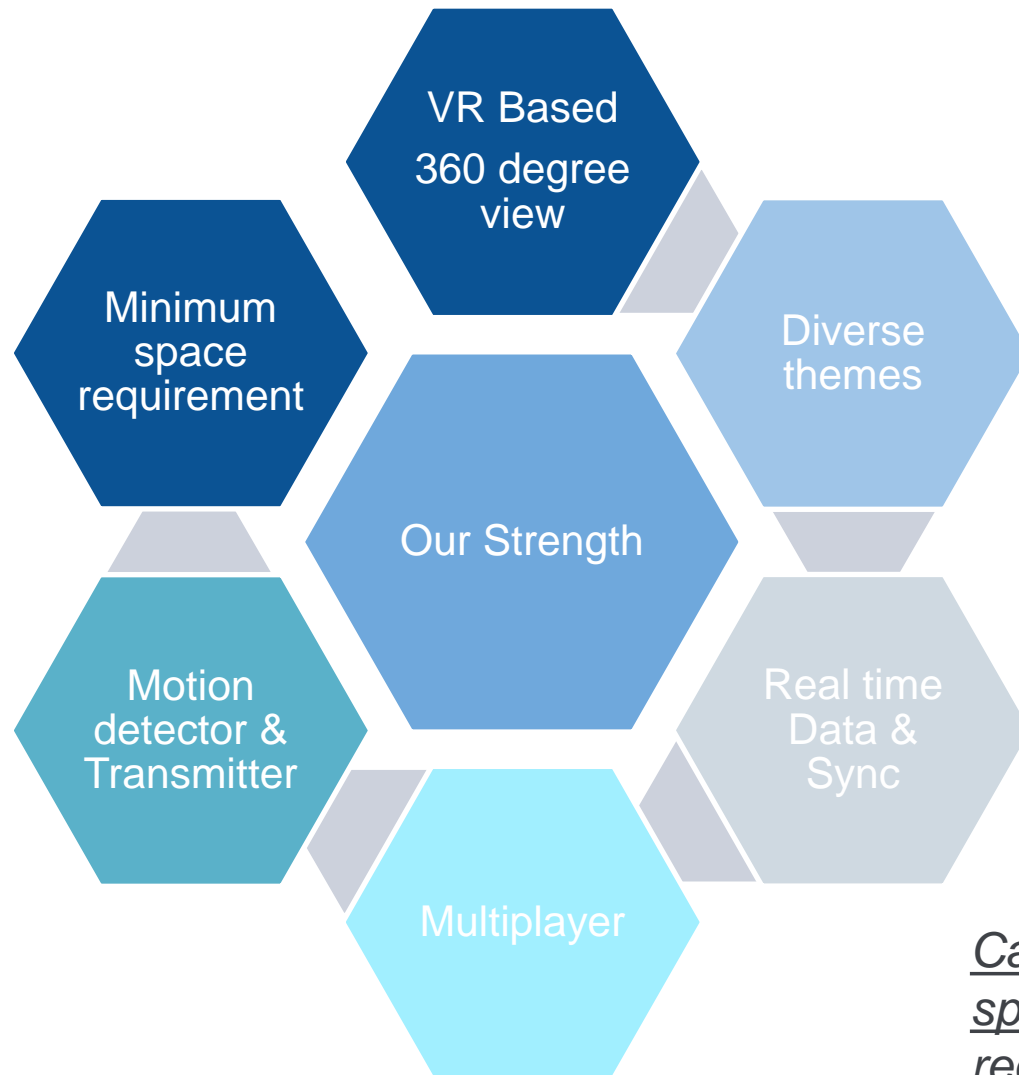 VR Based
360 degree
view
Minimum
space
requirement
Diverse
themes
Our Strength
Motion
detector &
Transmitter
Real time
Data &
Sync
Multiplayer